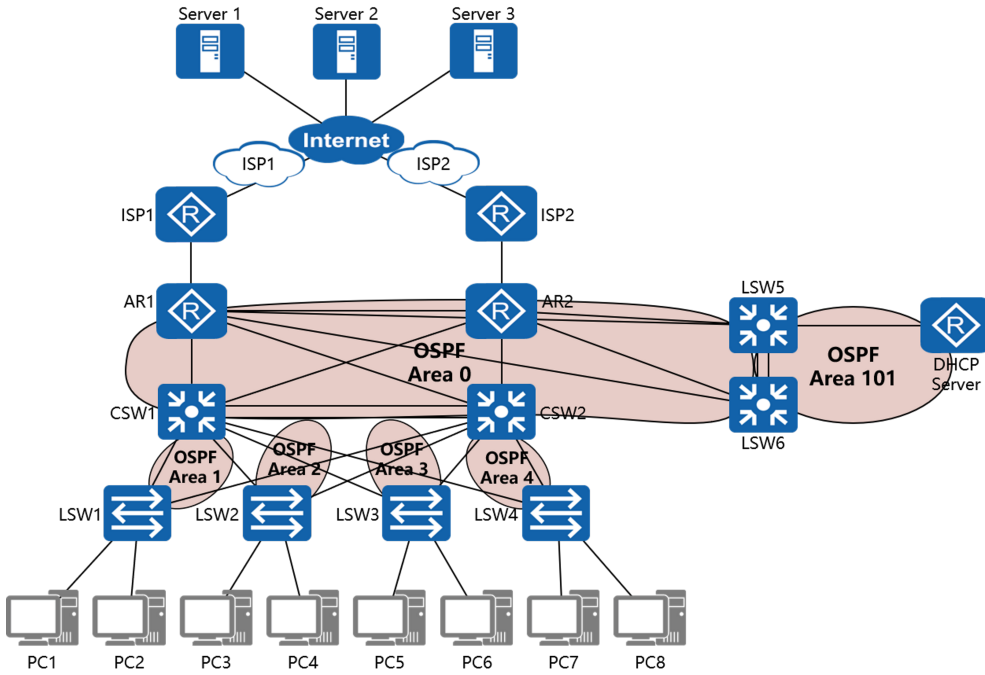 Server 1
Server 2
Server 3
Internet
ISP1
ISP2
ISP1
R
R
ISP2
LSW5
AR1
R
R
AR2
R
OSPF
Area 0
OSPF
Area 101
DHCP
Server
CSW1
CSW2
LSW6
OSPF
Area 1
OSPF
Area 2
OSPF
Area 3
OSPF
Area 4
LSW1
LSW2
LSW3
LSW4
PC1
PC2
PC3
PC4
PC5
PC6
PC7
PC8